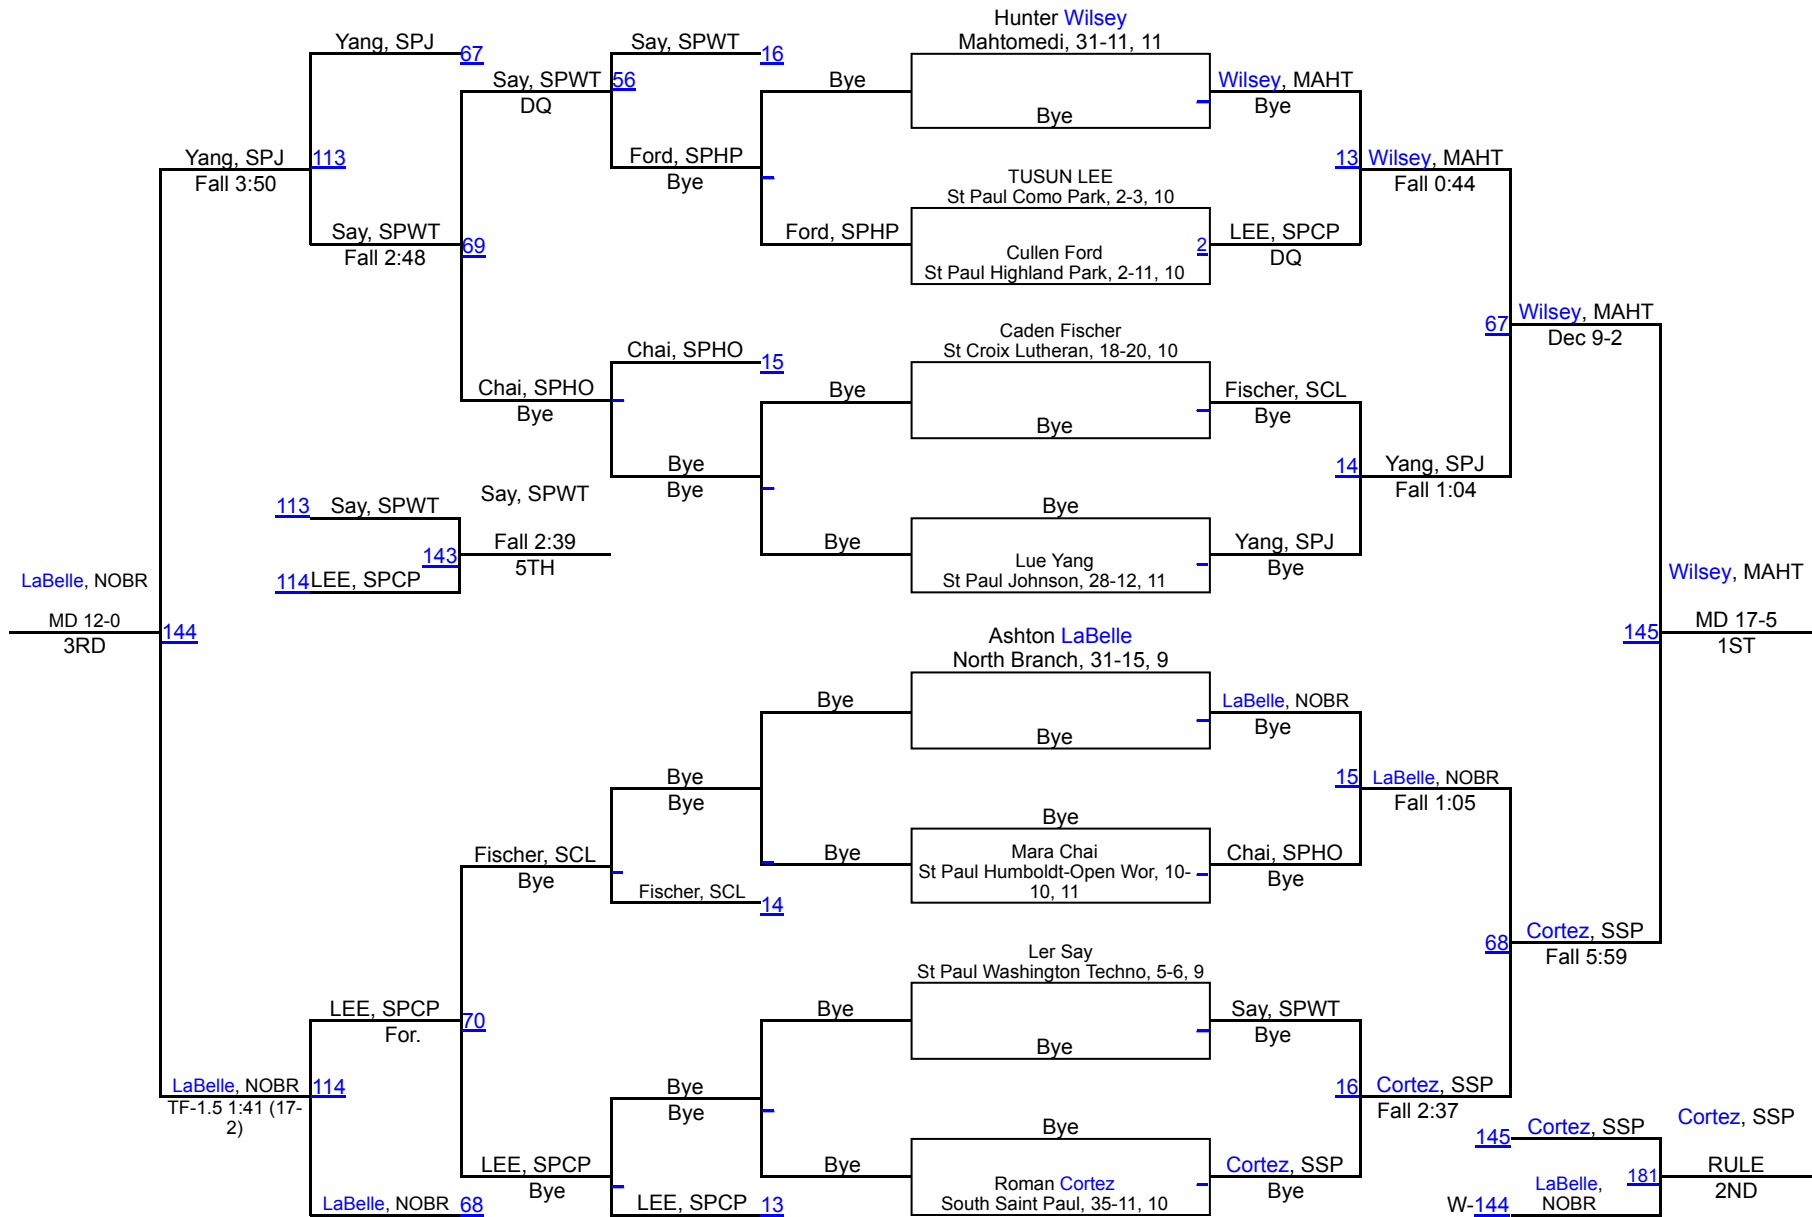 Hunter Wilsey
Mahtomedi, 31-11, 11
Yang, SPJ
67
Say, SPWT
16
Say, SPWT
56
DQ
Bye
Bye
Wilsey, MAHT
Bye
Yang, SPJ
113
Fall 3:50
Ford, SPHP
Bye
13
Wilsey, MAHT
Fall 0:44
TUSUN LEE
St Paul Como Park, 2-3, 10
Say, SPWT
69
Fall 2:48
Ford, SPHP
Cullen Ford
St Paul Highland Park, 2-11, 10
2
LEE, SPCP
DQ
Caden Fischer
St Croix Lutheran, 18-20, 10
67
Wilsey, MAHT
Dec 9-2
Chai, SPHO
15
Chai, SPHO
Bye
Bye
Bye
Fischer, SCL
Bye
Bye
Bye
14
Yang, SPJ
Fall 1:04
113
Say, SPWT
Say, SPWT
143
Fall 2:39
5TH
114
LEE, SPCP
Bye
Bye
Lue Yang
St Paul Johnson, 28-12, 11
Yang, SPJ
Bye
LaBelle, NOBR
MD 12-0
3RD
144
Wilsey, MAHT
145
MD 17-5
1ST
Ashton LaBelle
North Branch, 31-15, 9
Bye
Bye
LaBelle, NOBR
Bye
Bye
Bye
15
LaBelle, NOBR
Fall 1:05
Bye
Fischer, SCL
Bye
Bye
Mara Chai
St Paul Humboldt-Open Wor, 10-
10, 11
Chai, SPHO
Bye
Fischer, SCL
14
68
Cortez, SSP
Fall 5:59
Ler Say
St Paul Washington Techno, 5-6, 9
LEE, SPCP
70
For.
Bye
Bye
Say, SPWT
Bye
LaBelle, NOBR
114
TF-1.5 1:41 (17-
2)
Bye
Bye
16
Cortez, SSP
Fall 2:37
Bye
LEE, SPCP
Bye
Bye
Roman Cortez
South Saint Paul, 35-11, 10
Cortez, SSP
Bye
LaBelle, NOBR
68
LEE, SPCP
13
145
Cortez, SSP
Cortez, SSP
181
RULE
2ND
W-144
LaBelle,
NOBR